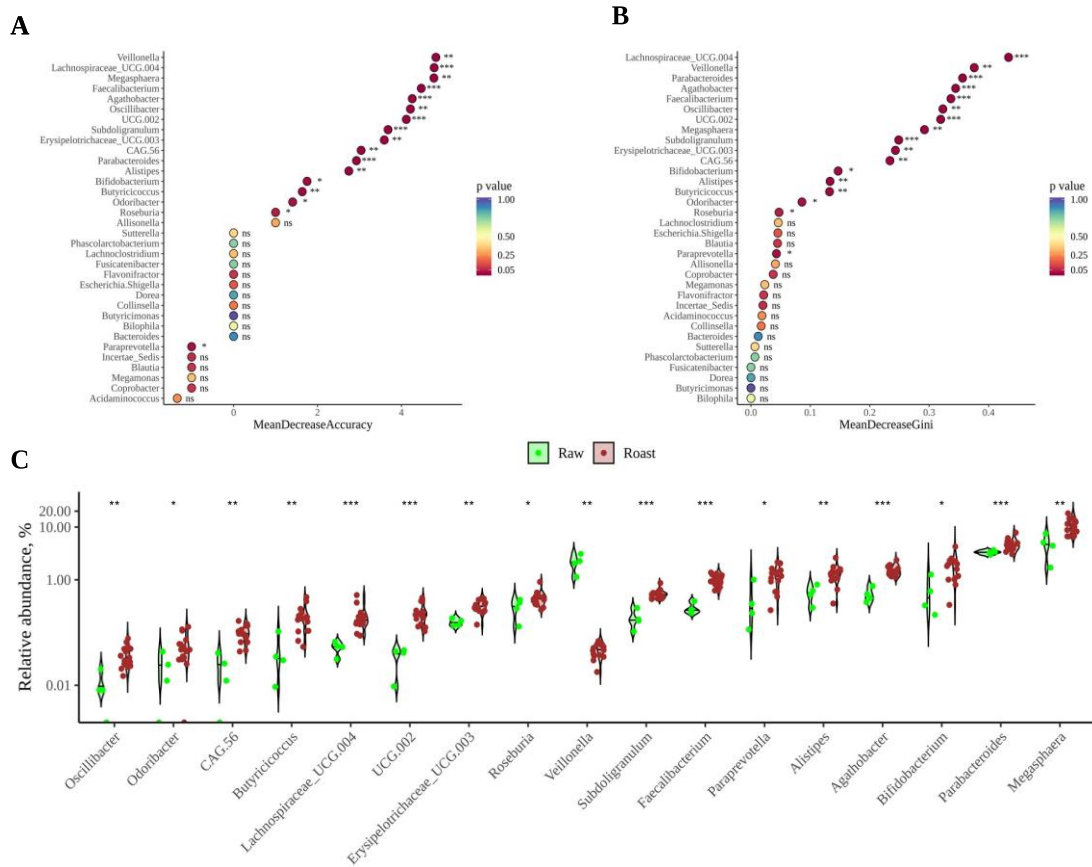 A
Veillonella **
Lachnospiraceae_UCG.004 ***
Megasphaera **
Faecalibacterium ***
Agathobacter ***
Oscillibacter **
UCG.002 ***
Subdoligranulum ***
Erysipelotrichaceae_UCG.003 **
CAG.56 **
Parabacteroides ***
Alistipes **
Bifidobacterium *
Butyricicoccus **
Odoribacter *
Roseburia *
Allisonella ns
Sutterella ns
Phascolarctobacterium ns
Lachnoclostridium ns
Fusicatenibacter ns
Flavonifractor ns
Escherichia.Shigella ns
Dorea ns
Collinsella ns
Butyricimonas ns
Bilophila ns
Bacteroides ns
Paraprevotella *
Incertae_Sedis ns
Blautia ns
Megamonas ns
Coprobacter ns
Acidaminococcus ns
0 2 4
MeanDecreaseAccuracy
p value
1.00
0.50
0.25
0.05
B
Lachnospiraceae_UCG.004 ***
Veillonella **
Parabacteroides ***
Agathobacter ***
Faecalibacterium ***
Oscillibacter **
UCG.002 ***
Megasphaera **
Subdoligranulum ***
Erysipelotrichaceae_UCG.003 **
CAG.56 **
Bifidobacterium *
Alistipes **
Butyricicoccus **
Odoribacter *
Roseburia *
Lachnoclostridium ns
Escherichia.Shigella ns
Blautia ns
Paraprevotella *
Allisonella ns
Coprobacter ns
Megamonas ns
Flavonifractor ns
Incertae_Sedis ns
Acidaminococcus ns
Collinsella ns
Bacteroides ns
Sutterella ns
Phascolarctobacterium ns
Fusicatenibacter ns
Dorea ns
Butyricimonas ns
Bilophila ns
0.0 0.1 0.2 0.3 0.4
MeanDecreaseGini
p value
1.00
0.50
0.25
0.05
C
Raw Roast
** * ** ** *** *** ** * ** *** *** * ** *** * *** **
Relative abundance, %
20.00
10.00
1.00
0.01
Oscillibacter
Odoribacter
CAG.56
Butyricicoccus
Lachnospiraceae_UCG.004
UCG.002
Erysipelotrichaceae_UCG.003
Roseburia
Veillonella
Subdoligranulum
Faecalibacterium
Paraprevotella
Alistipes
Agathobacter
Bifidobacterium
Parabacteroides
Megasphaera